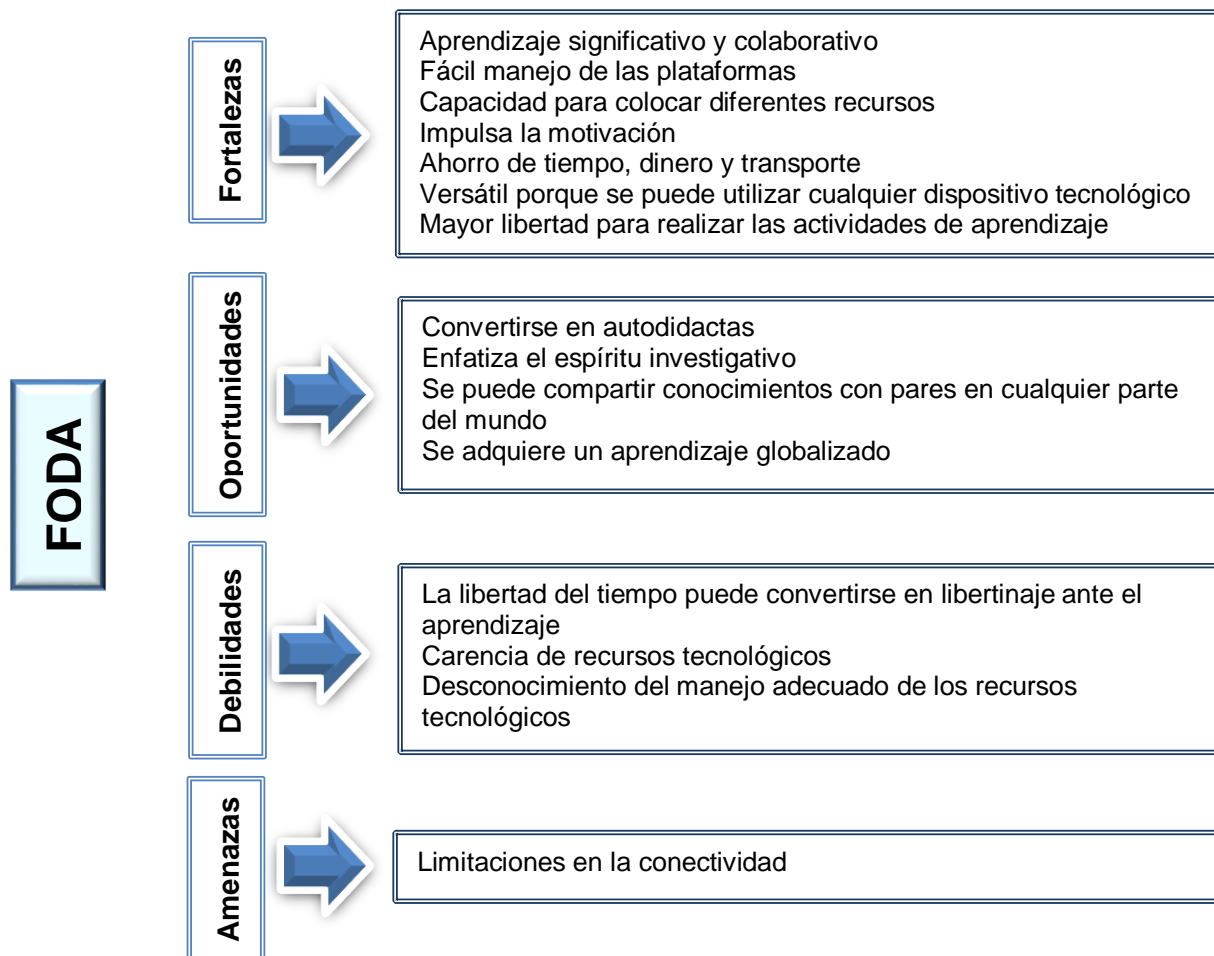 FODA
Fortalezas
Aprendizaje significativo y colaborativo
Fácil manejo de las plataformas
Capacidad para colocar diferentes recursos
Impulsa la motivación
Ahorro de tiempo, dinero y transporte
Versátil porque se puede utilizar cualquier dispositivo tecnológico
Mayor libertad para realizar las actividades de aprendizaje
Oportunidades
Convertirse en autodidactas
Enfatiza el espíritu investigativo
Se puede compartir conocimientos con pares en cualquier parte
del mundo
Se adquiere un aprendizaje globalizado
Debilidades
La libertad del tiempo puede convertirse en libertinaje ante el
aprendizaje
Carencia de recursos tecnológicos
Desconocimiento del manejo adecuado de los recursos
tecnológicos
Amenazas
Limitaciones en la conectividad